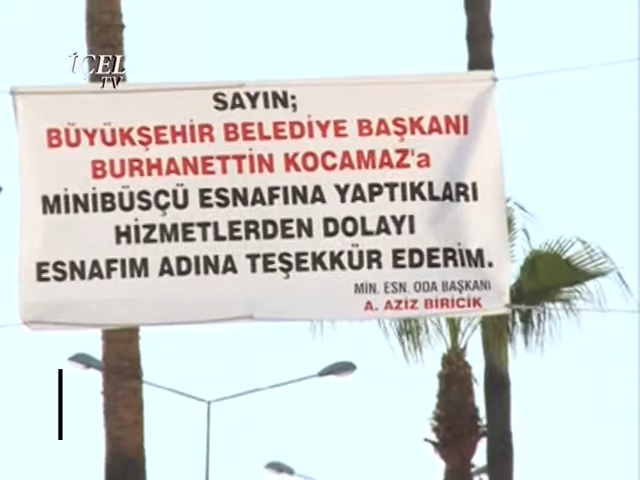 İÇEL
TV
SAYIN;
BÜYÜKŞEHİR BELEDİYE BAŞKANI
BURHANETTİN KOCAMAZ'a
MİNİBÜSÇÜ ESNAFINA YAPTIKLARI
HİZMETLERDEN DOLAYI
ESNAFIM ADINA TEŞEKKÜR EDERİM.
MİN. ESN. ODA BAŞKANI
A. AZİZ BİRİCİK